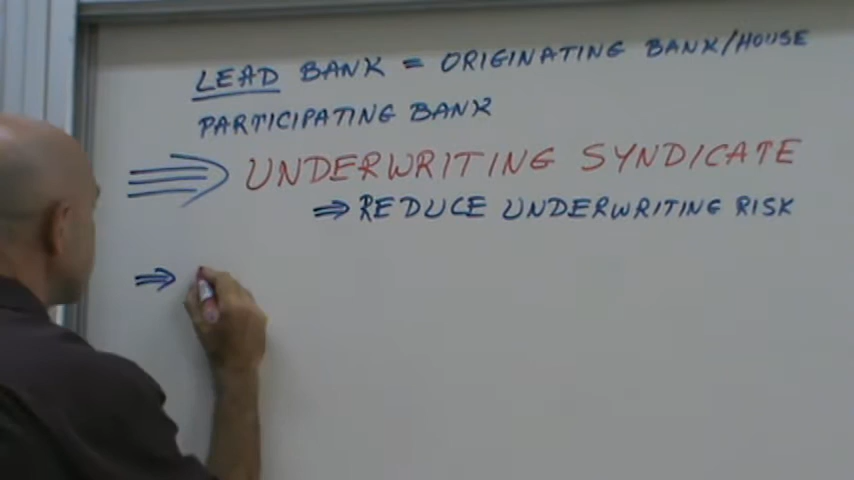 LEAD BANK = ORIGINATING BANK/HOUSE
PARTICIPATING BANK
⇒ UNDERWRITING SYNDICATE
⇒ REDUCE UNDERWRITING RISK
⇒